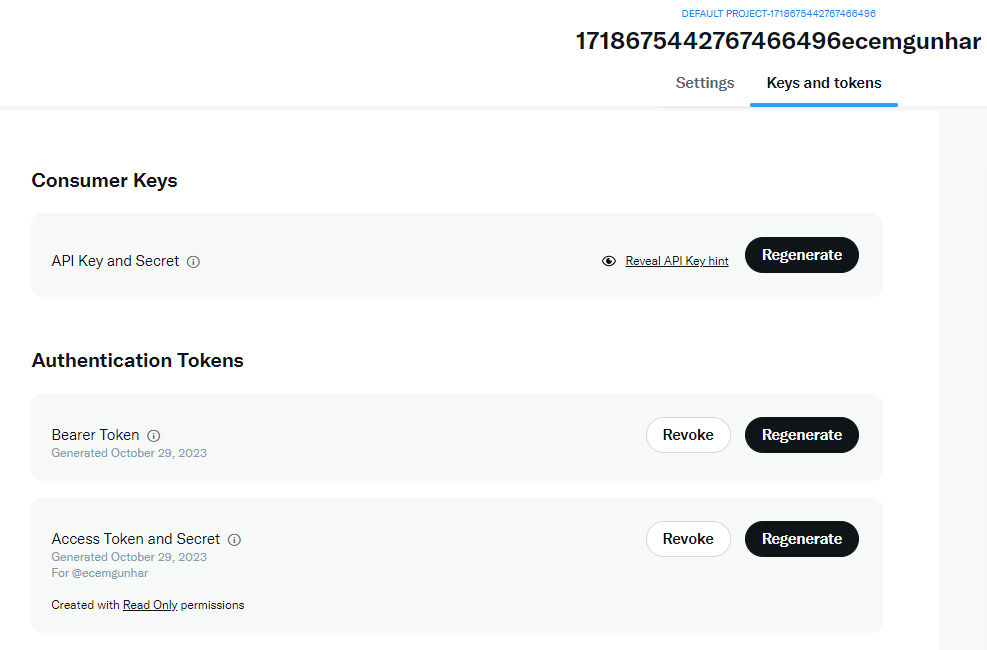 DEFAULT PROJECT-1718675442767466496
1718675442767466496ecemgunhar
Settings Keys and tokens
Consumer Keys
API Key and Secret Reveal API Key hint Regenerate
Authentication Tokens
Bearer Token Revoke Regenerate
Generated October 29, 2023
Access Token and Secret Revoke Regenerate
Generated October 29, 2023
For @ecemgunhar
Created with Read Only permissions